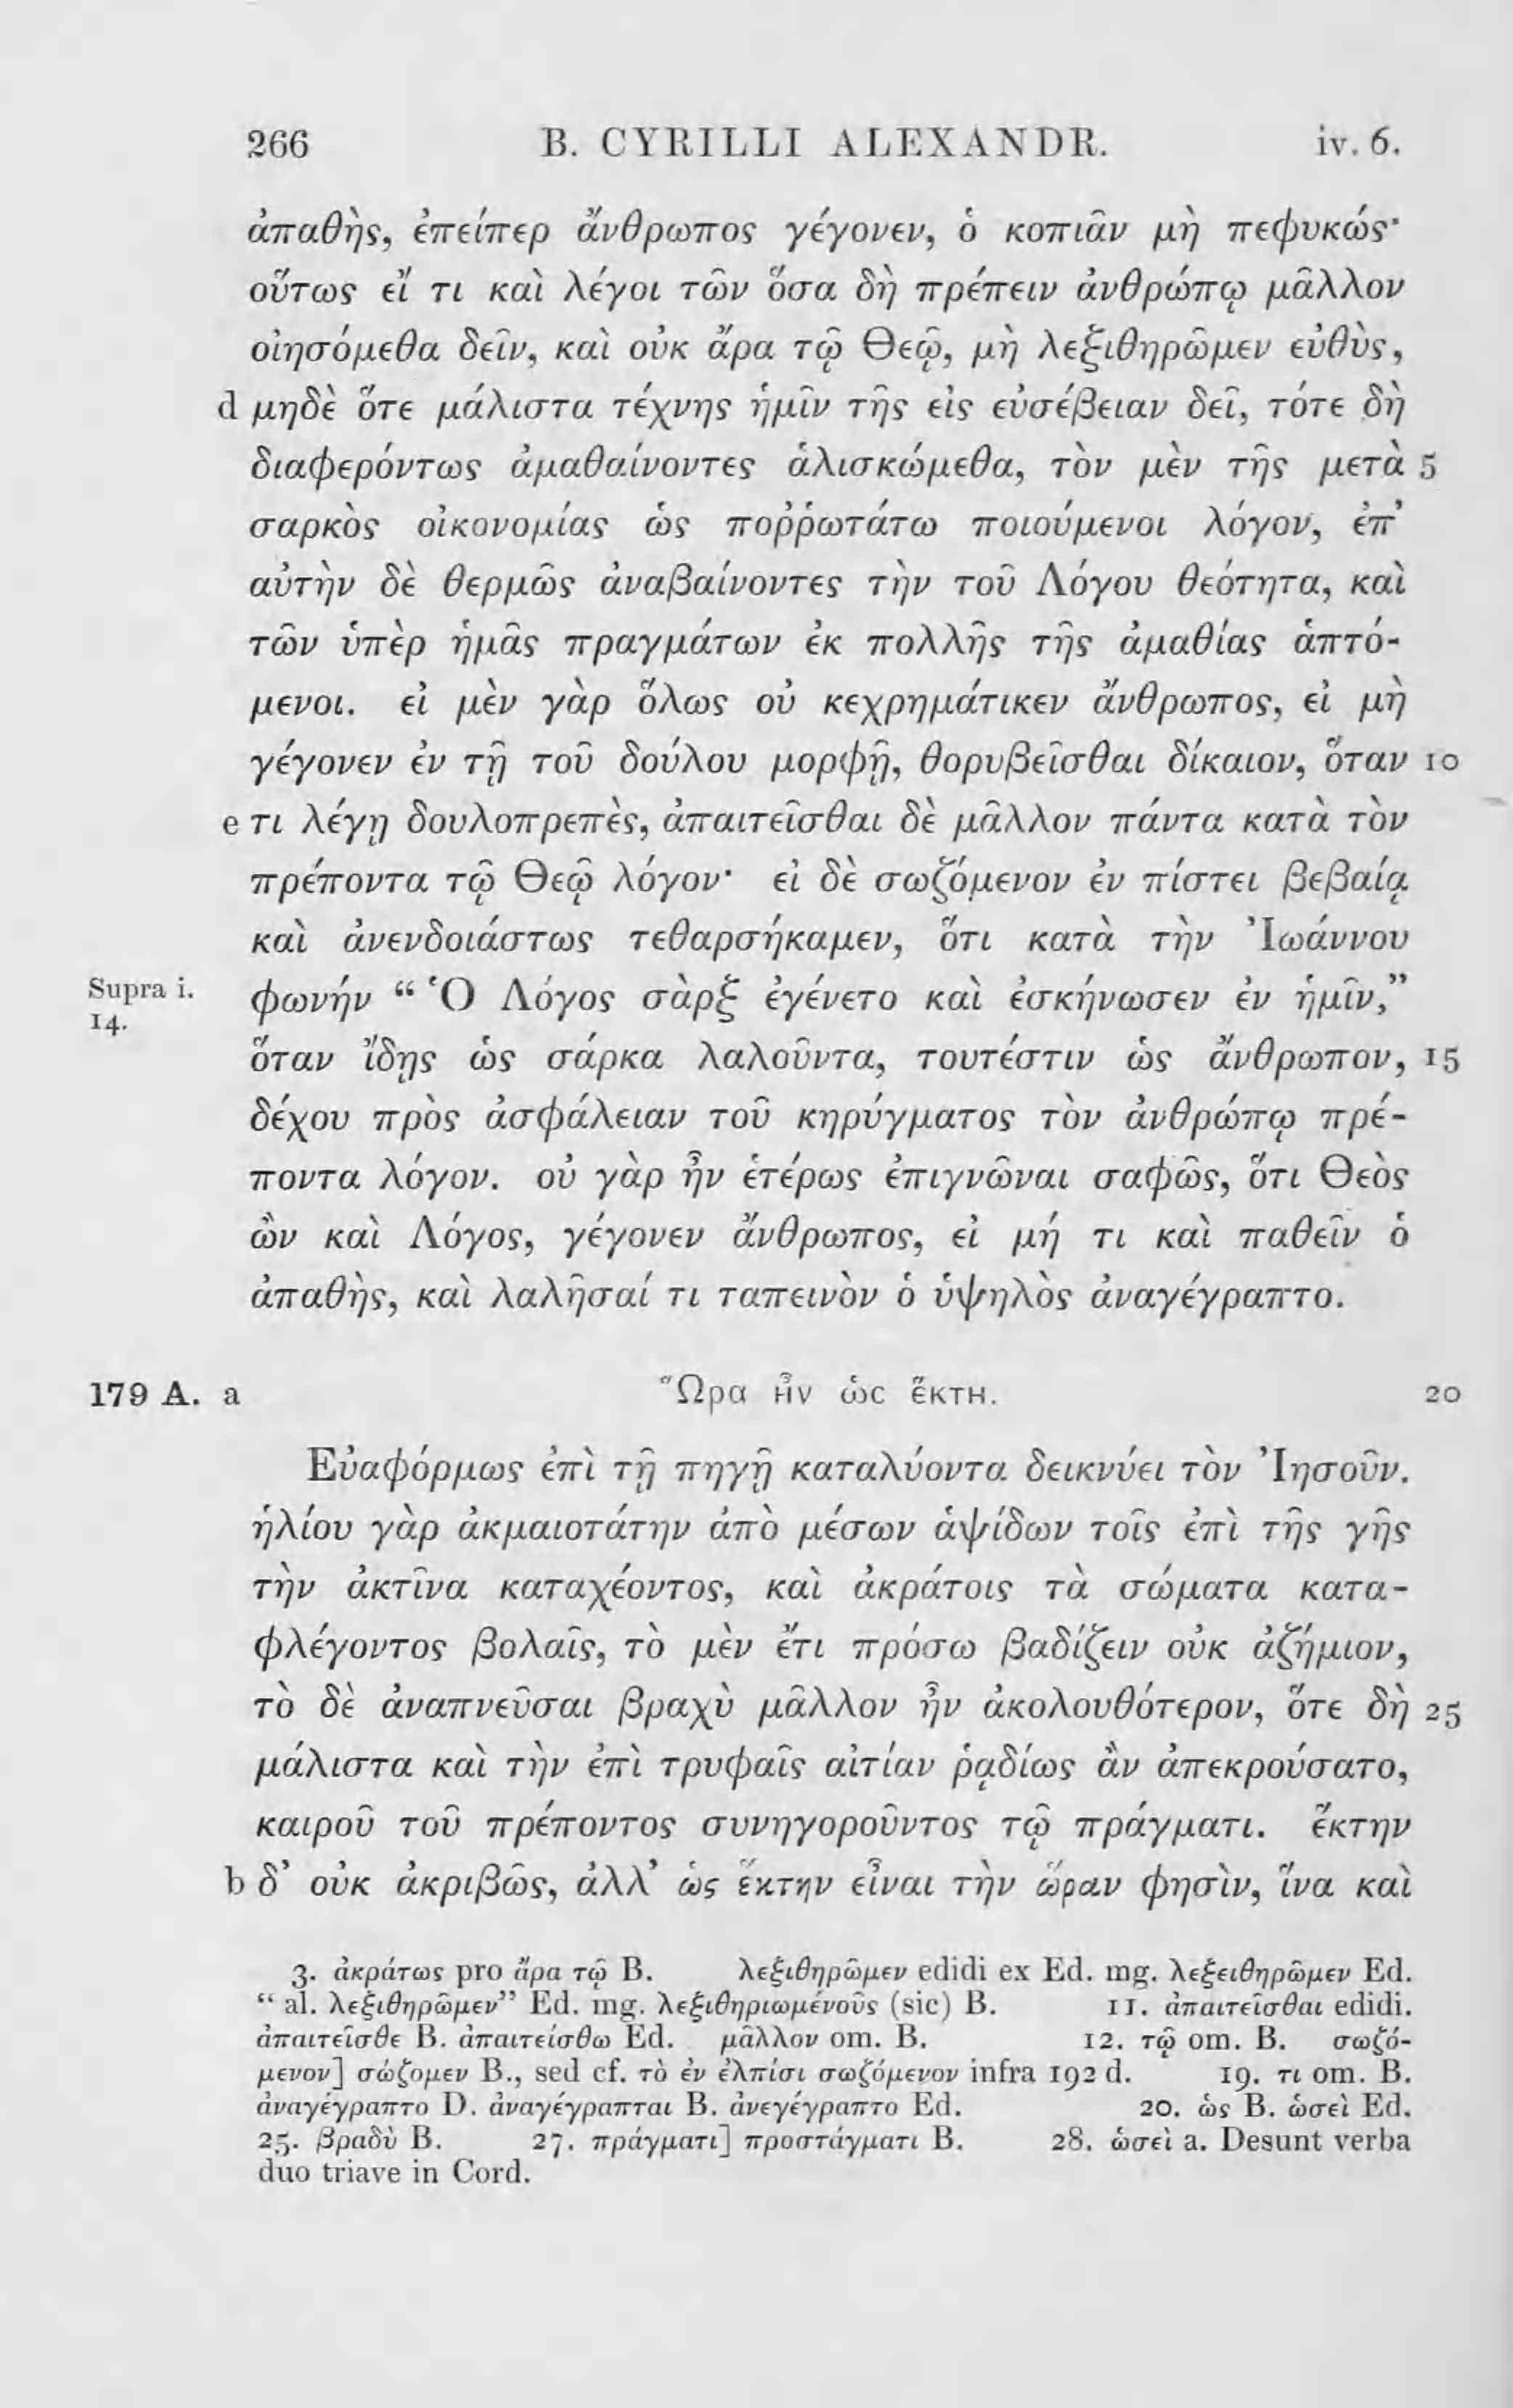 266 B. CYRILLI ALEXANDR. iv. 6.
ἀπαθὴς, ἐπείπερ ἄνθρωπος γέγονεν, ὁ κοπιᾶν μὴ πεφυκώς·
οὕτως εἴ τι καὶ λέγοι τῶν ὅσα δὴ πρέπειν ἀνθρώπῳ μᾶλλον
οἰησόμεθα δεῖν, καὶ οὐκ ἄρα τῷ Θεῷ, μὴ λεξιθηρῶμεν εὐθὺς,
d μηδὲ ὅτε μάλιστα τέχνης ἡμῖν τῆς εἰς εὐσέβειαν δεῖ, τότε δὴ
διαφερόντως ἀμαθαίνοντες ἁλισκώμεθα, τὸν μὲν τῆς μετὰ 5
σαρκὸς οἰκονομίας ὡς ποῤῥωτάτω ποιούμενοι λόγον, ἐπ’
αὐτὴν δὲ θερμῶς ἀναβαίνοντες τὴν τοῦ Λόγου θεότητα, καὶ
τῶν ὑπὲρ ἡμᾶς πραγμάτων ἐκ πολλῆς τῆς ἀμαθίας ἁπτό-
μενοι. εἰ μὲν γὰρ ὅλως οὐ κεχρημάτικεν ἄνθρωπος, εἰ μὴ
γέγονεν ἐν τῇ τοῦ δούλου μορφῇ, θορυβεῖσθαι δίκαιον, ὅταν 10
e τι λέγῃ δουλοπρεπὲς, ἀπαιτεῖσθαι δὲ μᾶλλον πάντα κατὰ τὸν
πρέποντα τῷ Θεῷ λόγον· εἰ δὲ σωζόμενον ἐν πίστει βεβαίᾳ
καὶ ἀνενδοιάστως τεθαρσήκαμεν, ὅτι κατὰ τὴν Ἰωάννου
Supra i. 14. φωνήν “ Ὁ Λόγος σὰρξ ἐγένετο καὶ ἐσκήνωσεν ἐν ἡμῖν,”
ὅταν ἴδῃς ὡς σάρκα λαλοῦντα, τουτέστιν ὡς ἄνθρωπον, 15
δέχου πρὸς ἀσφάλειαν τοῦ κηρύγματος τὸν ἀνθρώπῳ πρέ-
ποντα λόγον. οὐ γὰρ ἦν ἑτέρως ἐπιγνῶναι σαφῶς, ὅτι Θεὸς
ὢν καὶ Λόγος, γέγονεν ἄνθρωπος, εἰ μή τι καὶ παθεῖν ὁ
ἀπαθὴς, καὶ λαλῆσαί τι ταπεινὸν ὁ ὑψηλὸς ἀναγέγραπτο.
179 A. a Ὥρα ἦν ὡς ἕκτη. 20
Εὐαφόρμως ἐπὶ τῇ πηγῇ καταλύοντα δεικνύει τὸν Ἰησοῦν.
ἡλίου γὰρ ἀκμαιοτάτην ἀπὸ μέσων ἁψίδων τοῖς ἐπὶ τῆς γῆς
τὴν ἀκτῖνα καταχέοντος, καὶ ἀκράτοις τὰ σώματα κατα-
φλέγοντος βολαῖς, τὸ μὲν ἔτι πρόσω βαδίζειν οὐκ ἀζήμιον,
τὸ δὲ ἀναπνεῦσαι βραχὺ μᾶλλον ἦν ἀκολουθότερον, ὅτε δὴ 25
μάλιστα καὶ τὴν ἐπὶ τρυφαῖς αἰτίαν ῥᾳδίως ἂν ἀπεκρούσατο,
καιροῦ τοῦ πρέποντος συνηγοροῦντος τῷ πράγματι. ἕκτην
b δ’ οὐκ ἀκριβῶς, ἀλλ’ ὡς ἕκτην εἶναι τὴν ὥραν φησὶν, ἵνα καὶ
3. ἀκράτως pro ἄρα τῷ B. λεξιθηρῶμεν edidi ex Ed. mg. λεξειθηρῶμεν Ed.
“ al. λεξιθηρῶμεν” Ed. mg. λεξιθηριωμένους (sic) B. 11. ἀπαιτεῖσθαι edidi.
ἀπαιτεῖσθε B. ἀπαιτείσθω Ed. μᾶλλον om. B. 12. τῷ om. B. σωζό-
μενον] σώζομεν B., sed cf. τὸ ἐν ἐλπίσι σωζόμενον infra 192 d. 19. τι om. B.
ἀναγέγραπτο D. ἀναγέγραπται B. ἀνεγέγραπτο Ed. 20. ὡς B. ὡσεὶ Ed.
25. βραδὺ B. 27. πράγματι] προστάγματι B. 28. ὡσεὶ a. Desunt verba
duo triave in Cord.